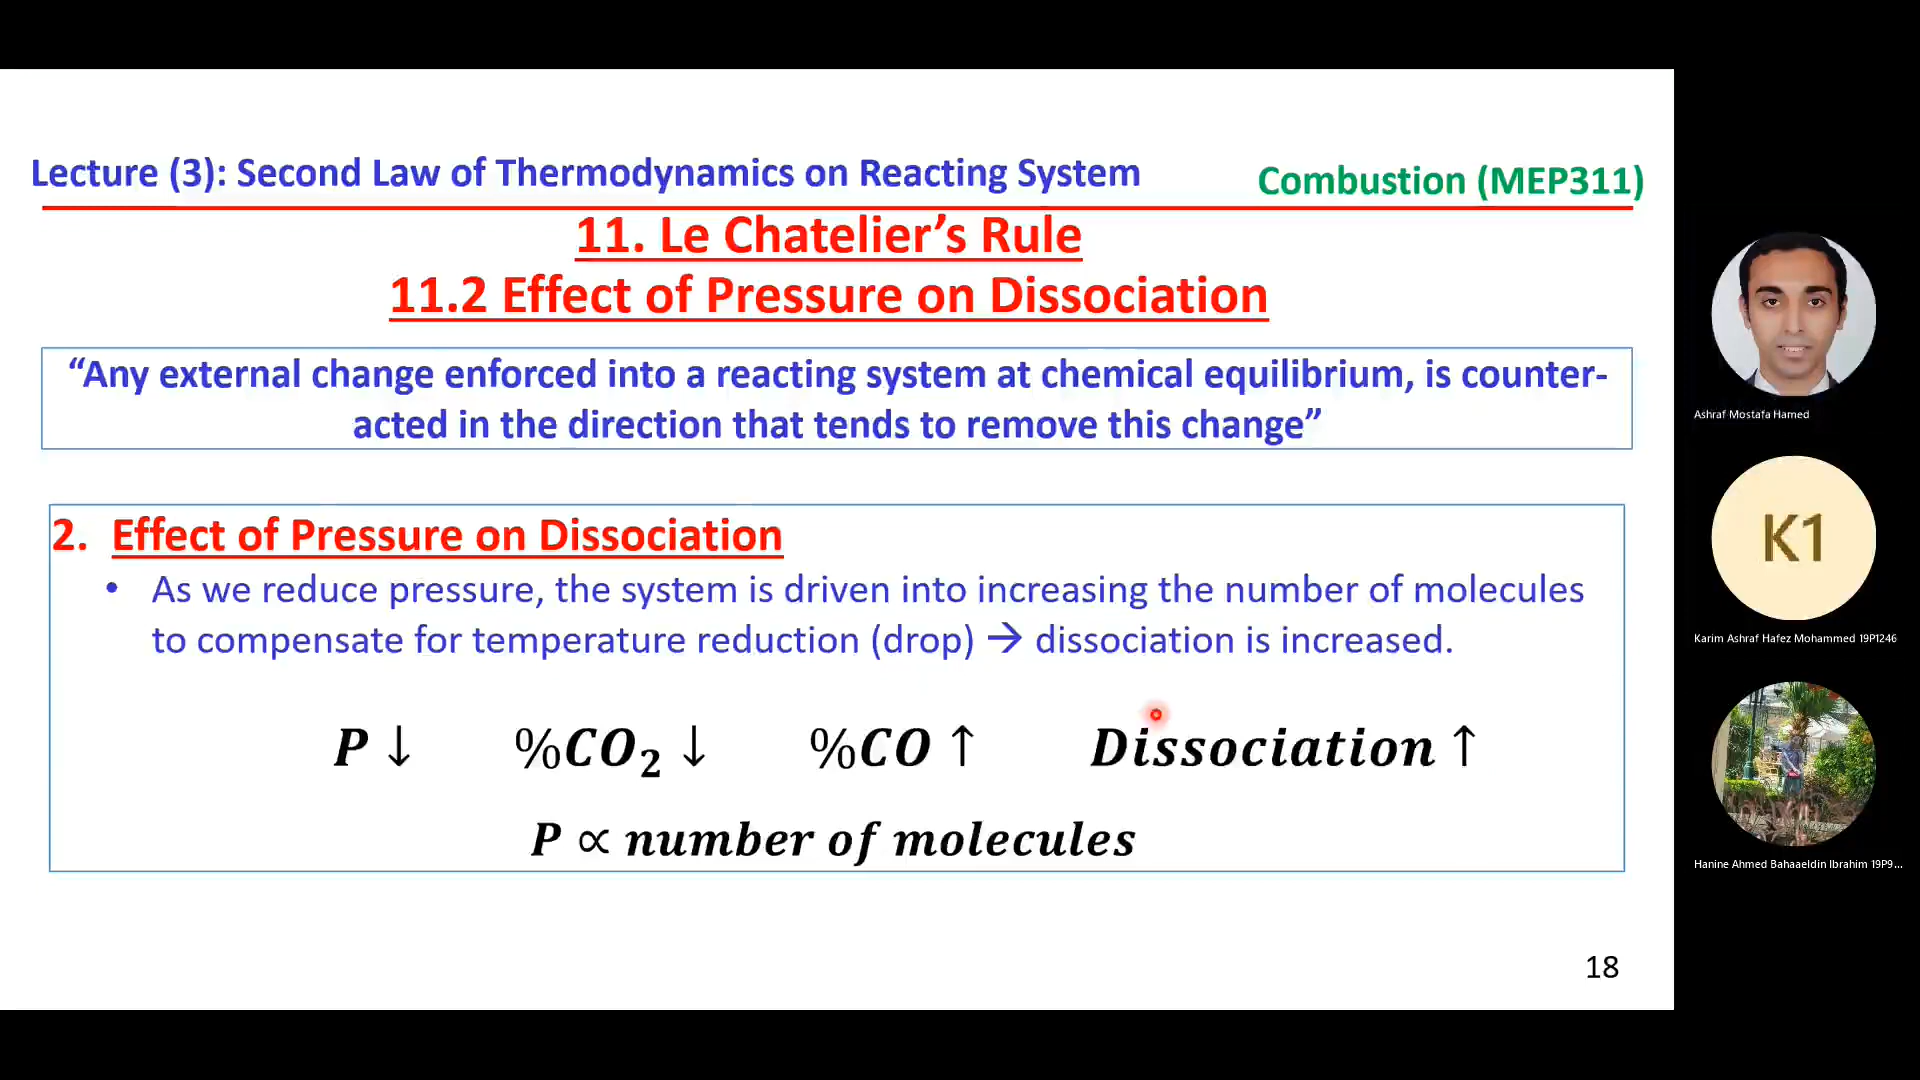 Lecture (3): Second Law of Thermodynamics on Reacting System
Combustion (MEP311)
11. Le Chatelier’s Rule
11.2 Effect of Pressure on Dissociation
“Any external change enforced into a reacting system at chemical equilibrium, is counter-
acted in the direction that tends to remove this change”
2. Effect of Pressure on Dissociation
• As we reduce pressure, the system is driven into increasing the number of molecules
to compensate for temperature reduction (drop) → dissociation is increased.
P ↓ %CO₂ ↓ %CO ↑ Dissociation ↑
P ∝ number of molecules
18
Ashraf Mostafa Hamed
K1
Karim Ashraf Hafez Mohammed 19P1246
Hanine Ahmed Bahaaeldin Ibrahim 19P9...